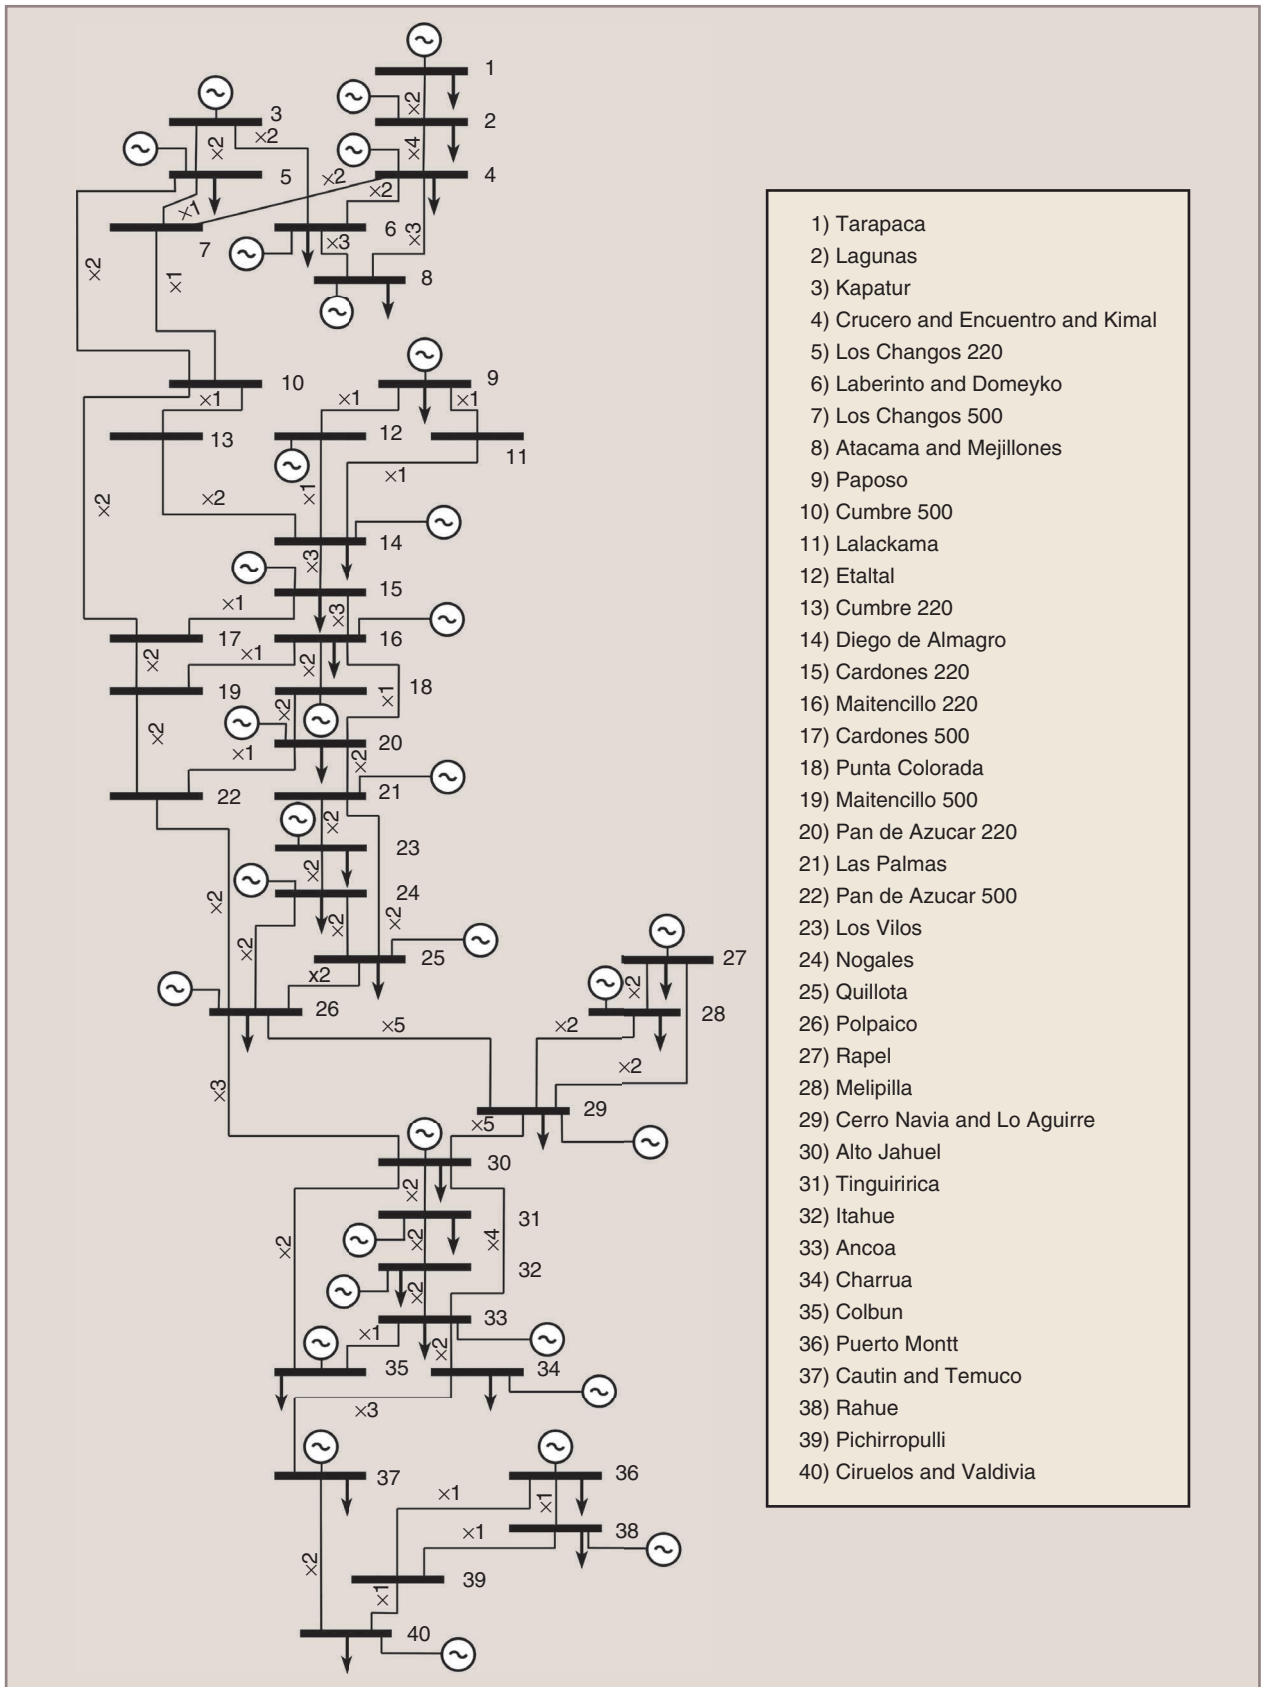 1
×2
2
3
×2
×2
×4
4
5
×2
×2
×1
6
×3
×3
7
8
×2
×1
9
10
×1
×1
×1
13
12
11
×1
×2
×1
×2
14
×3
15
×1
×3
17
16
×1
×2
×2
19
18
×1
×2
×2
20
×1
×2
22
21
×2
23
×2
24
×2
×2
×2
×2
25
x2
27
×2
26
28
×5
×2
×2
×3
29
×5
30
×2
31
×2
×4
×2
32
×2
33
×1
×2
35
34
×3
37
36
×1
×1
38
×1
×2
39
×1
40
1) Tarapaca
2) Lagunas
3) Kapatur
4) Crucero and Encuentro and Kimal
5) Los Changos 220
6) Laberinto and Domeyko
7) Los Changos 500
8) Atacama and Mejillones
9) Paposo
10) Cumbre 500
11) Lalackama
12) Etaltal
13) Cumbre 220
14) Diego de Almagro
15) Cardones 220
16) Maitencillo 220
17) Cardones 500
18) Punta Colorada
19) Maitencillo 500
20) Pan de Azucar 220
21) Las Palmas
22) Pan de Azucar 500
23) Los Vilos
24) Nogales
25) Quillota
26) Polpaico
27) Rapel
28) Melipilla
29) Cerro Navia and Lo Aguirre
30) Alto Jahuel
31) Tinguiririca
32) Itahue
33) Ancoa
34) Charrua
35) Colbun
36) Puerto Montt
37) Cautin and Temuco
38) Rahue
39) Pichirropulli
40) Ciruelos and Valdivia